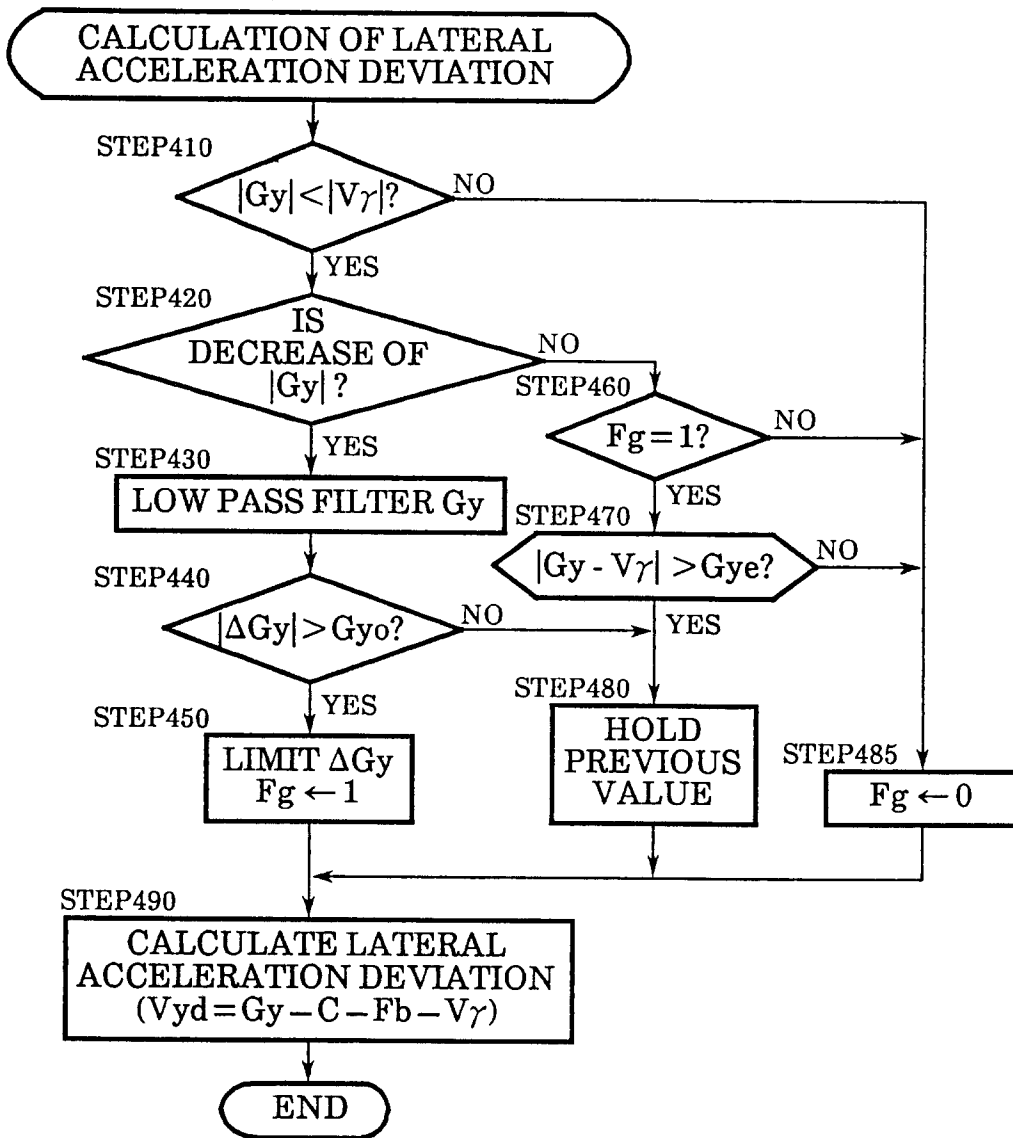 CALCULATION OF LATERAL
ACCELERATION DEVIATION
STEP410
|Gy|<|Vγ|?
NO
YES
STEP420
IS
DECREASE OF
|Gy| ?
NO
YES
STEP460
Fg=1?
NO
YES
STEP430
LOW PASS FILTER Gy
STEP470
|Gy - Vγ| >Gye?
NO
YES
STEP440
|ΔGy|>Gyo?
NO
YES
STEP450
LIMIT ΔGy
Fg ← 1
STEP480
HOLD
PREVIOUS
VALUE
STEP485
Fg ← 0
STEP490
CALCULATE LATERAL
ACCELERATION DEVIATION
(Vyd=Gy−C−Fb−Vγ)
END